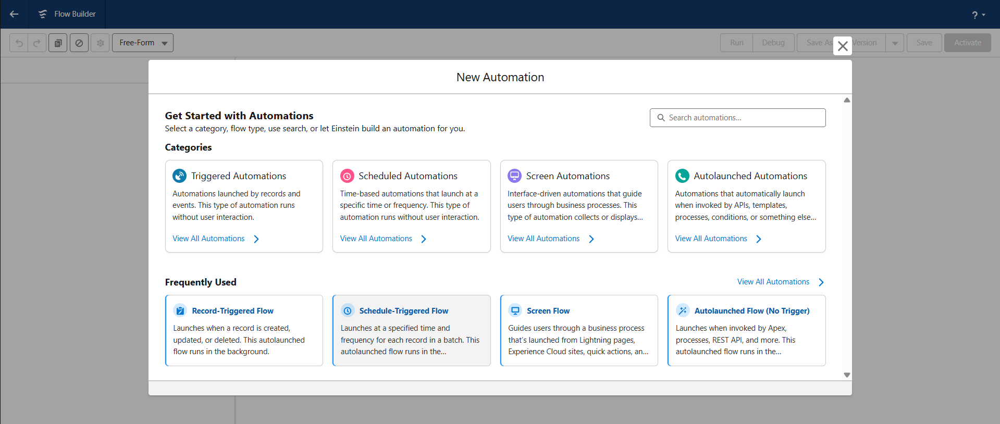 Flow Builder
?
Free-Form
Run
Debug
Save As
Version
Save
Activate
New Automation
Get Started with Automations
Select a category, flow type, use search, or let Einstein build an automation for you.
Search automations...
Categories
Triggered Automations
Automations launched by records and
events. This type of automation runs
without user interaction.
View All Automations
Scheduled Automations
Time-based automations that launch at a
specific time or frequency. This type of
automation runs without user interaction.
View All Automations
Screen Automations
Interface-driven automations that guide
users through business processes. This
type of automation collects or displays...
View All Automations
Autolaunched Automations
Automations that automatically launch
when invoked by APIs, templates,
processes, conditions, or something else...
View All Automations
Frequently Used
View All Automations
Record-Triggered Flow
Launches when a record is created,
updated, or deleted. This autolaunched
flow runs in the background.
Schedule-Triggered Flow
Launches at a specified time and
frequency for each record in a batch. This
autolaunched flow runs in the...
Screen Flow
Guides users through a business process
that’s launched from Lightning pages,
Experience Cloud sites, quick actions, an...
Autolaunched Flow (No Trigger)
Launches when invoked by Apex,
processes, REST API, and more. This
autolaunched flow runs in the...